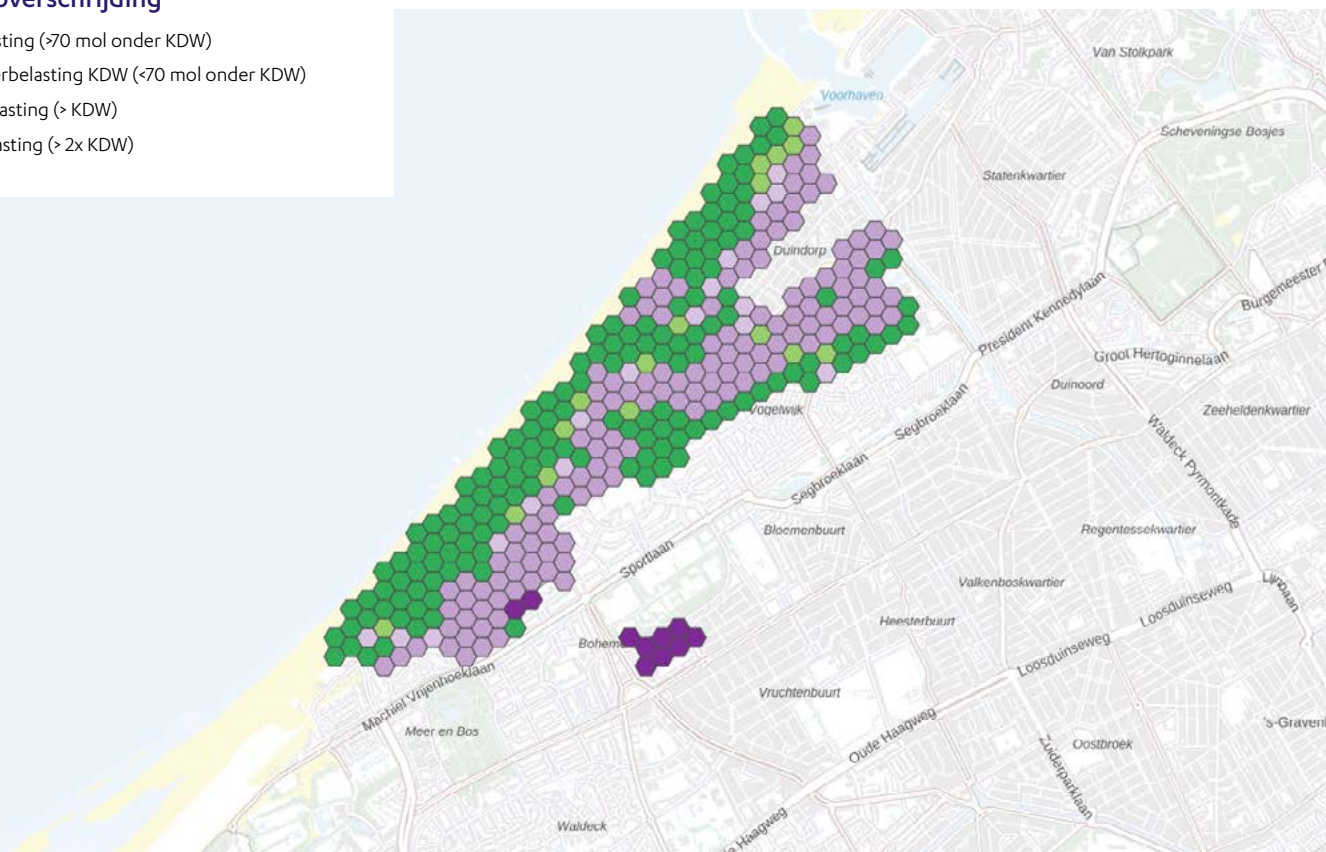 overschrijding
sting (>70 mol onder KDW)
erbelasting KDW (<70 mol onder KDW)
asting (> KDW)
sting (> 2x KDW)
Van Stolkpark
Voorhaven
Scheveningse Bosjes
Statenkwartier
Duindorp
Burgemeester
President Kennedylaan
Groot Hertoginnelaan
Duinoord
Vogelwijk
Zeeheldenkwartier
Segbroeklaan
Waldeck Pyrmontkade
Segbroeklaan
Bloemenbuurt
Regentessekwartier
Sportlaan
Valkenboskwartier
Lijnbaan
Loosduinseweg
Heesterbuurt
Bohem
Loosduinseweg
Machiel Vrijenhoeklaan
Vruchtenbuurt
Meer en Bos
Oude Haagweg
's-Graven
Oostbroek
Zuiderparklaan
Waldeck
Haagweg